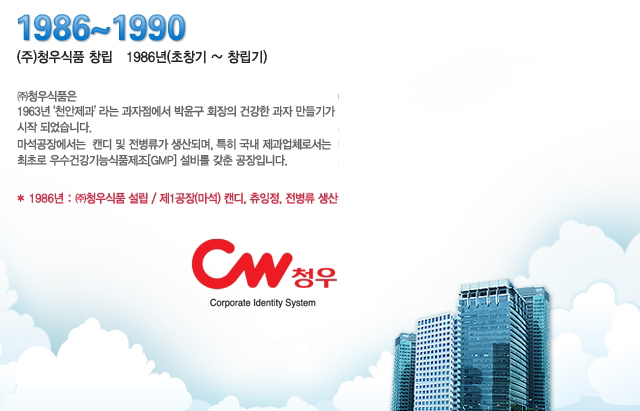 1986~1990
(주)청우식품 창립 1986년(초창기 ~ 창립기)
㈜청우식품은
1963년 '천안제과' 라는 과자점에서 박윤구 회장의 건강한 과자 만들기가
시작 되었습니다.
마석공장에서는 캔디 및 전병류가 생산되며, 특히 국내 제과업체로서는
최초로 우수건강기능식품제조[GMP] 설비를 갖춘 공장입니다.
* 1986년 : ㈜청우식품 설립 / 제1공장(마석) 캔디, 츄잉정, 전병류 생산
CW 청우
Corporate Identity System